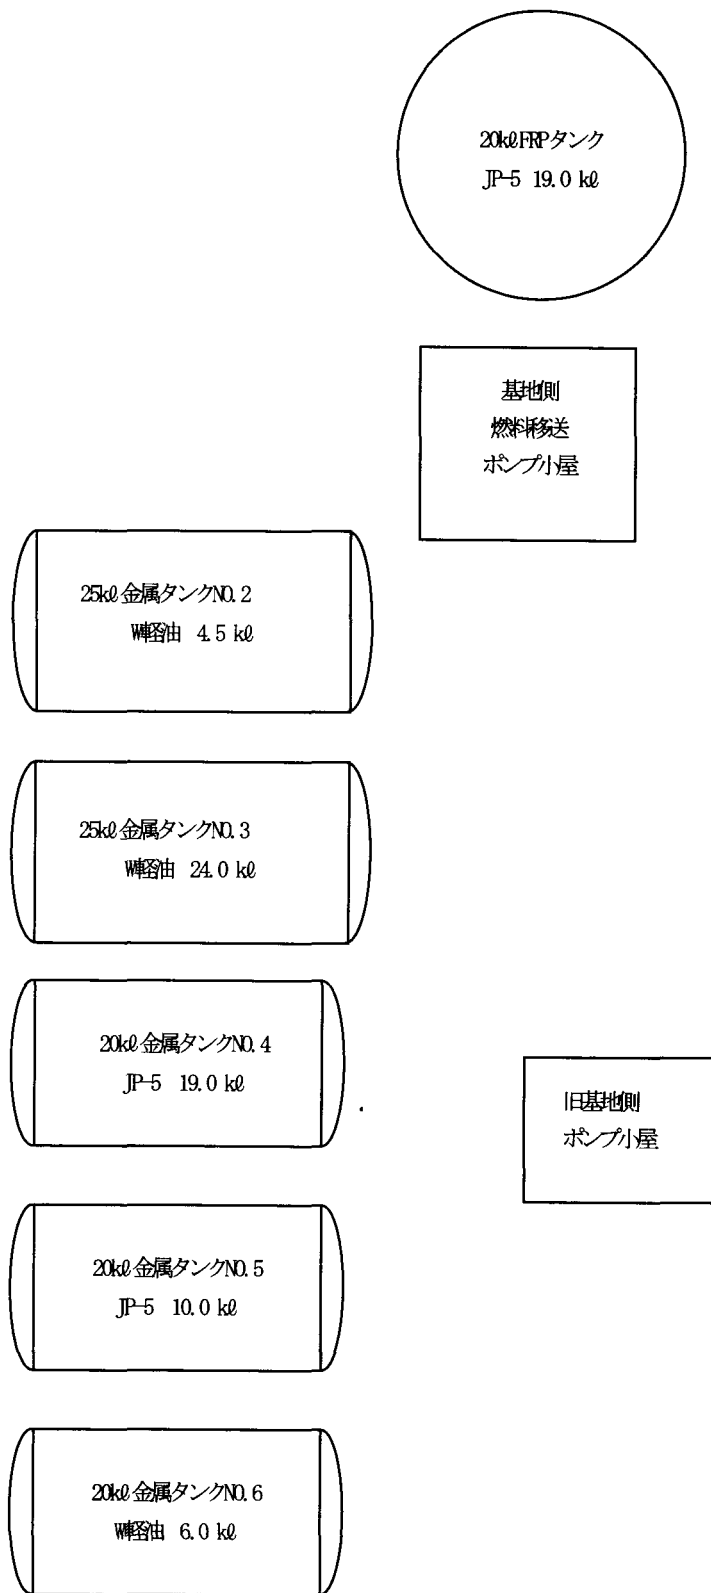 20kℓFRPタンク
JP-5 19.0 kℓ
基地側
燃料移送
ポンプ小屋
25kℓ金属タンクNO.2
W軽油 4.5 kℓ
25kℓ金属タンクNO.3
W軽油 24.0 kℓ
20kℓ金属タンクNO.4
JP-5 19.0 kℓ
旧基地側
ポンプ小屋
20kℓ金属タンクNO.5
JP-5 10.0 kℓ
20kℓ金属タンクNO.6
W軽油 6.0 kℓ